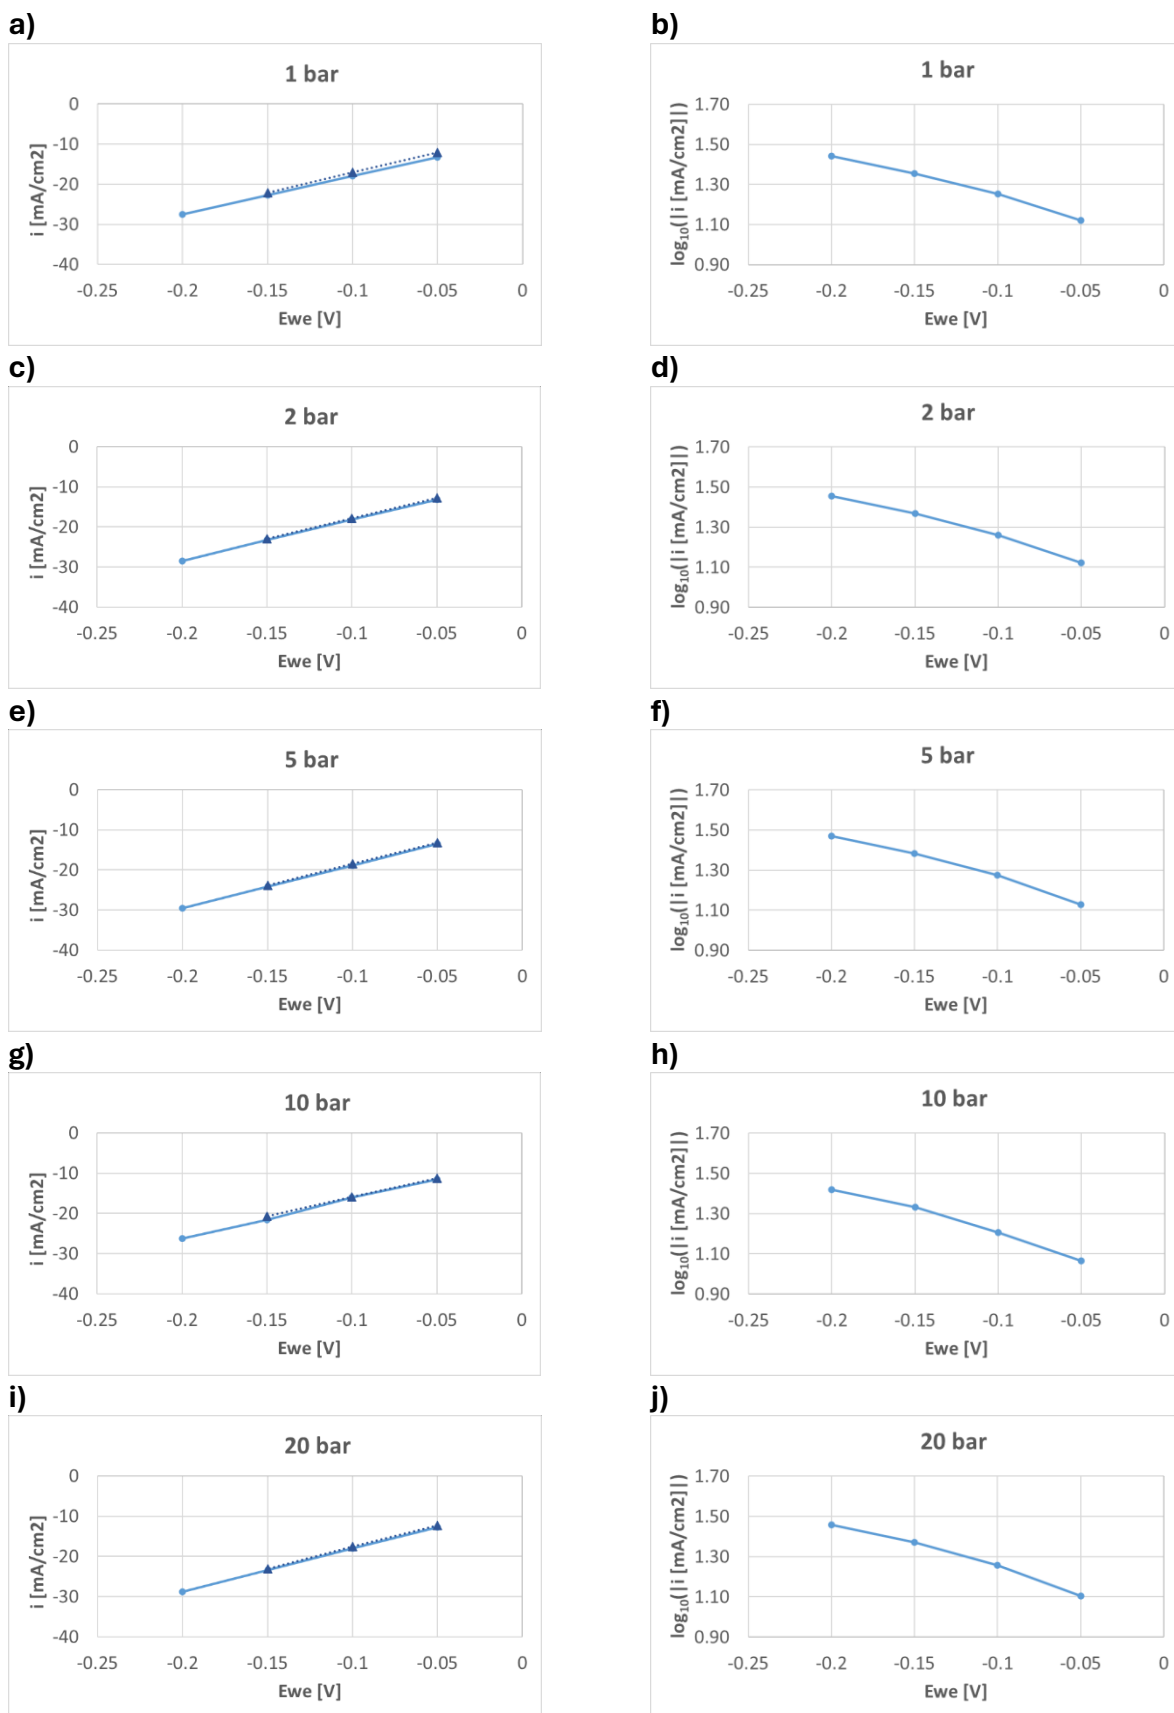 a)
1 bar
i [mA/cm2]
0
-10
-20
-30
-40
-0.25 -0.2 -0.15 -0.1 -0.05 0
Ewe [V]
b)
1 bar
log₁₀(|i [mA/cm2]|)
1.70
1.50
1.30
1.10
0.90
-0.25 -0.2 -0.15 -0.1 -0.05 0
Ewe [V]
c)
2 bar
i [mA/cm2]
0
-10
-20
-30
-40
-0.25 -0.2 -0.15 -0.1 -0.05 0
Ewe [V]
d)
2 bar
log₁₀(|i [mA/cm2]|)
1.70
1.50
1.30
1.10
0.90
-0.25 -0.2 -0.15 -0.1 -0.05 0
Ewe [V]
e)
5 bar
i [mA/cm2]
0
-10
-20
-30
-40
-0.25 -0.2 -0.15 -0.1 -0.05 0
Ewe [V]
f)
5 bar
log₁₀(|i [mA/cm2]|)
1.70
1.50
1.30
1.10
0.90
-0.25 -0.2 -0.15 -0.1 -0.05 0
Ewe [V]
g)
10 bar
i [mA/cm2]
0
-10
-20
-30
-40
-0.25 -0.2 -0.15 -0.1 -0.05 0
Ewe [V]
h)
10 bar
log₁₀(|i [mA/cm2]|)
1.70
1.50
1.30
1.10
0.90
-0.25 -0.2 -0.15 -0.1 -0.05 0
Ewe [V]
i)
20 bar
i [mA/cm2]
0
-10
-20
-30
-40
-0.25 -0.2 -0.15 -0.1 -0.05 0
Ewe [V]
j)
20 bar
log₁₀(|i [mA/cm2]|)
1.70
1.50
1.30
1.10
0.90
-0.25 -0.2 -0.15 -0.1 -0.05 0
Ewe [V]